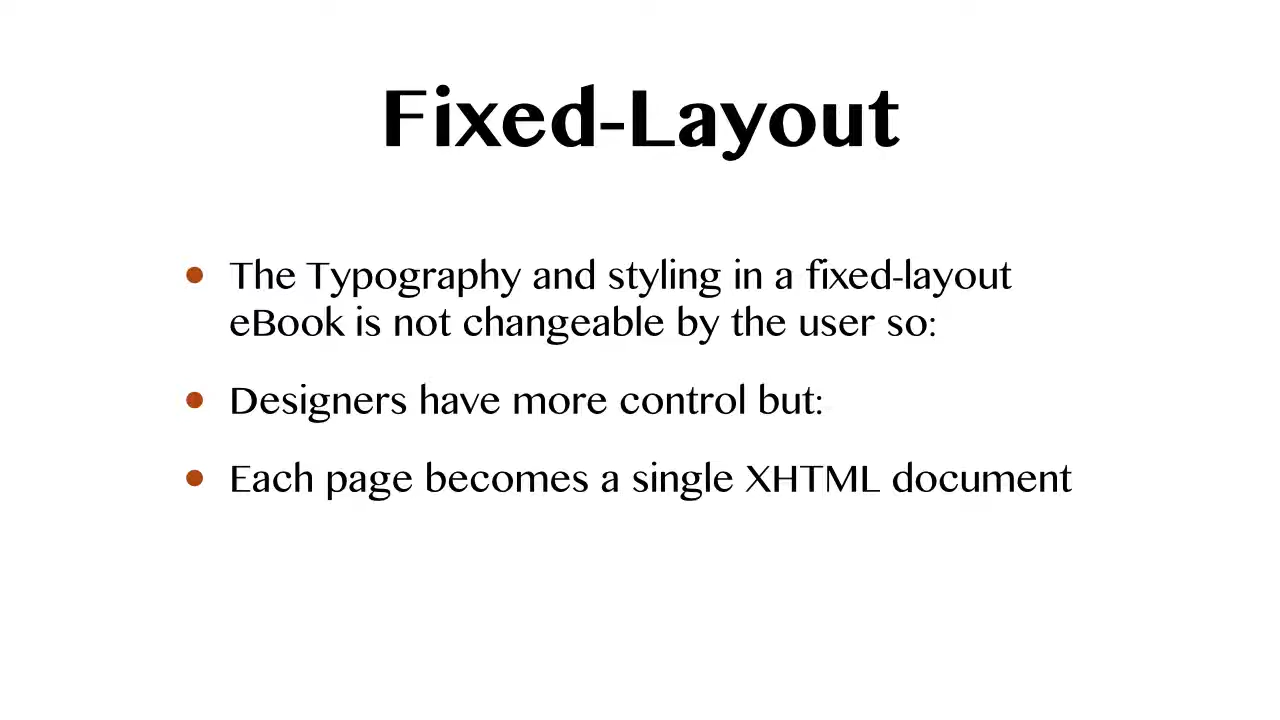 Fixed-Layout
• The Typography and styling in a fixed-layout
eBook is not changeable by the user so:
• Designers have more control but:
• Each page becomes a single XHTML document